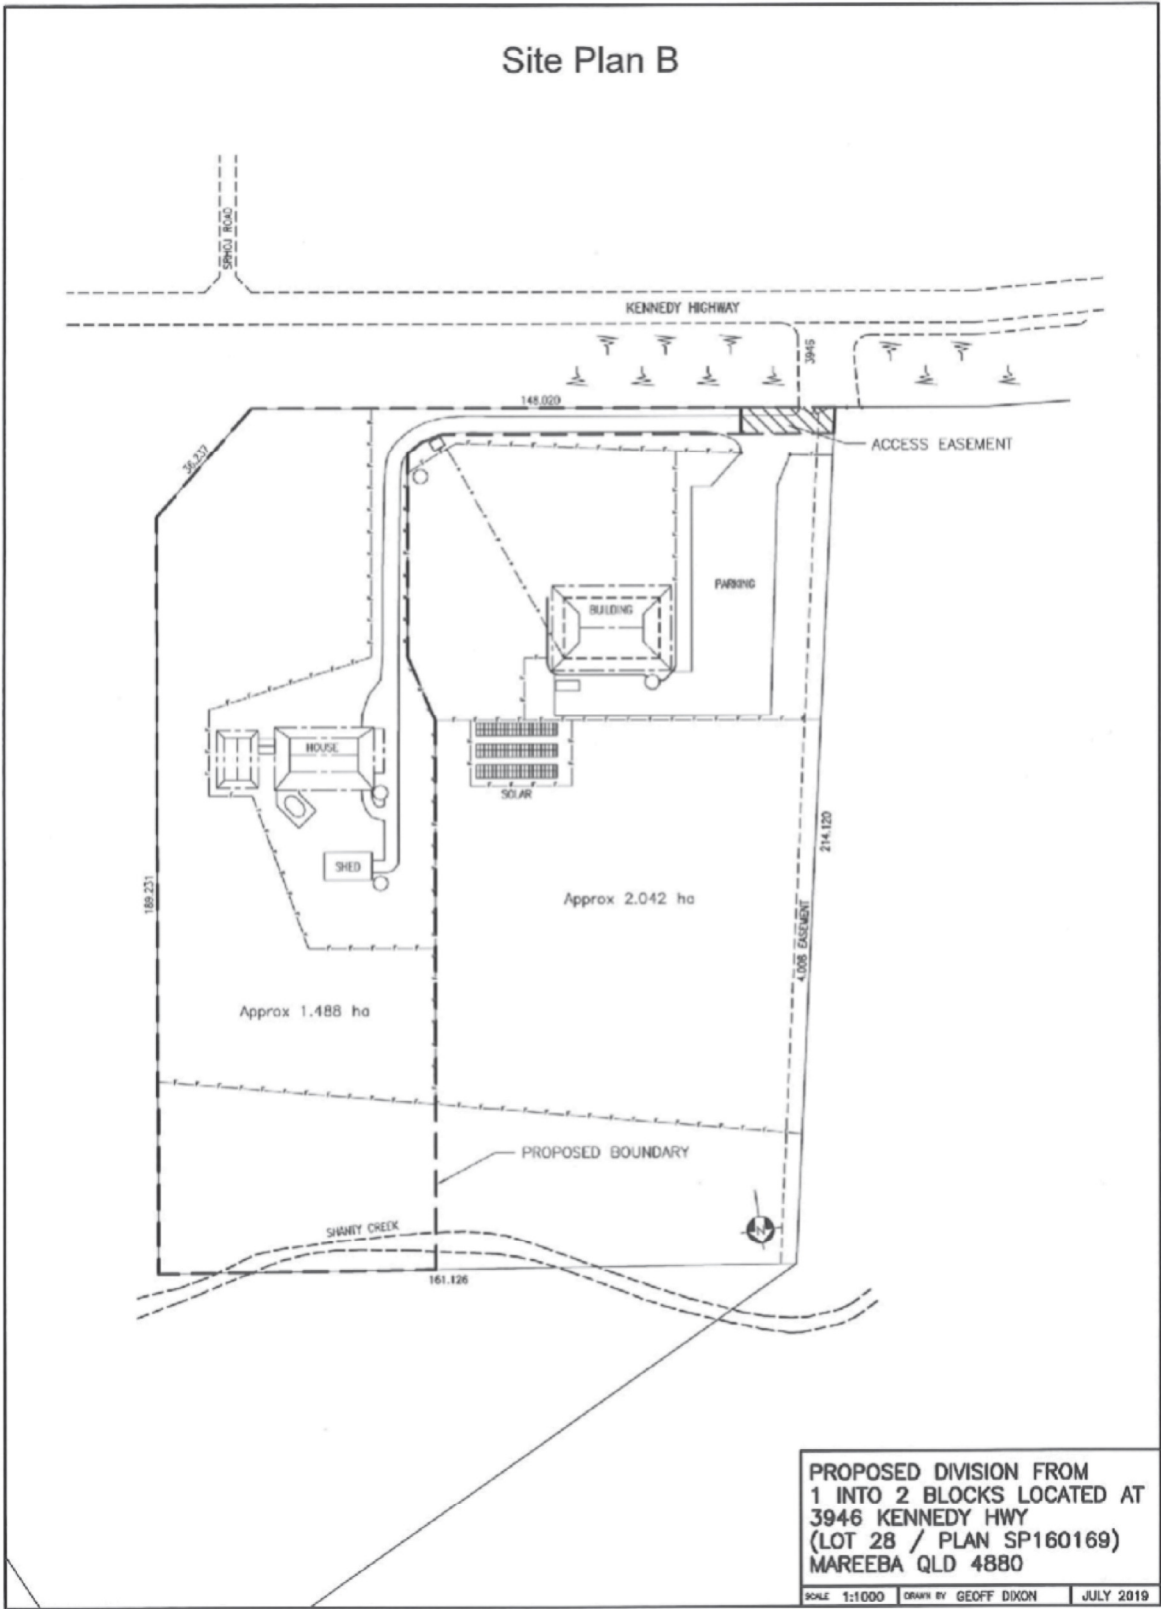 Site Plan B
SRHOJ ROAD
KENNEDY HIGHWAY
3946
148.020
ACCESS EASEMENT
36.237
PARKING
BUILDING
HOUSE
SOLAR
SHED
214.120
189.231
Approx 2.042 ha
4.006 EASEMENT
Approx 1.488 ha
PROPOSED BOUNDARY
N
SHANTY CREEK
161.126
PROPOSED DIVISION FROM
1 INTO 2 BLOCKS LOCATED AT
3946 KENNEDY HWY
(LOT 28 / PLAN SP160169)
MAREEBA QLD 4880
SCALE 1:1000 DRAWN BY GEOFF DIXON JULY 2019